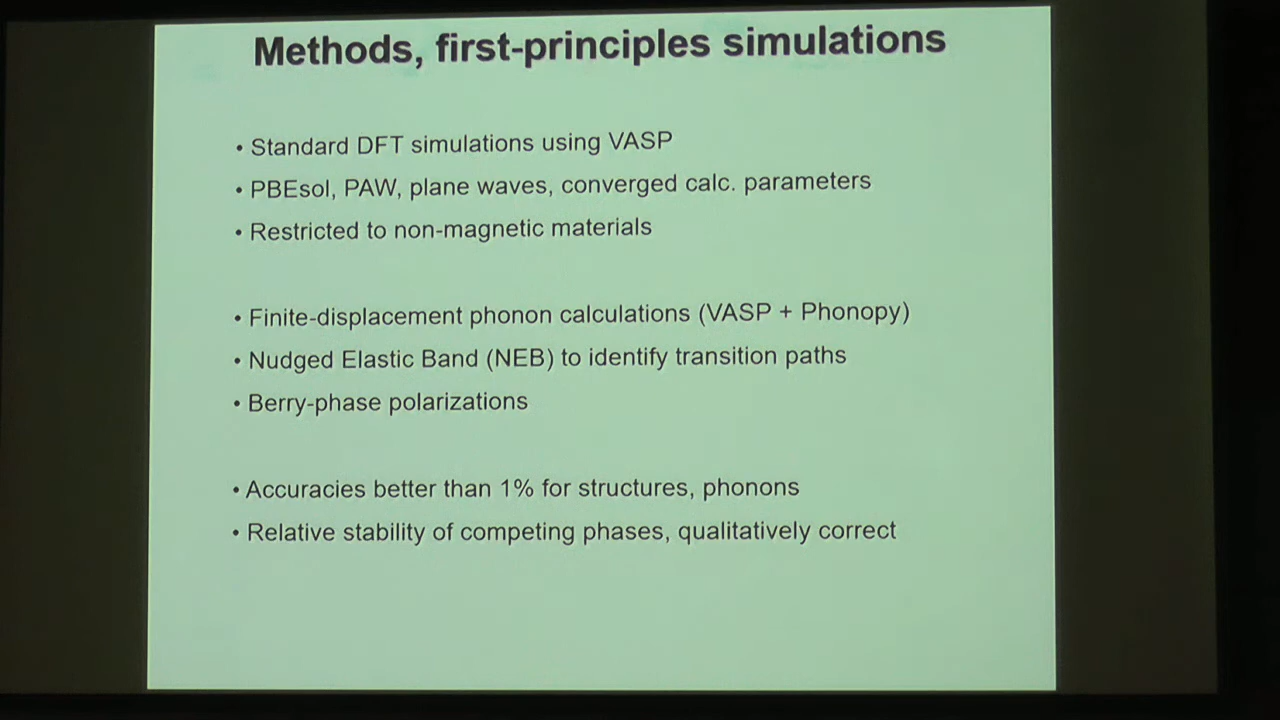 Methods, first-principles simulations
• Standard DFT simulations using VASP
• PBEsol, PAW, plane waves, converged calc. parameters
• Restricted to non-magnetic materials
• Finite-displacement phonon calculations (VASP + Phonopy)
• Nudged Elastic Band (NEB) to identify transition paths
• Berry-phase polarizations
• Accuracies better than 1% for structures, phonons
• Relative stability of competing phases, qualitatively correct